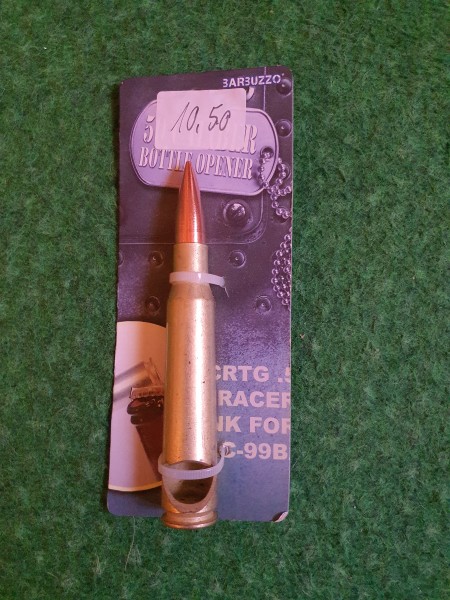 BARBUZZO
10,50
5
BOTTLE OPENER
CRTG .5
RACER
NK FOR
C-99B